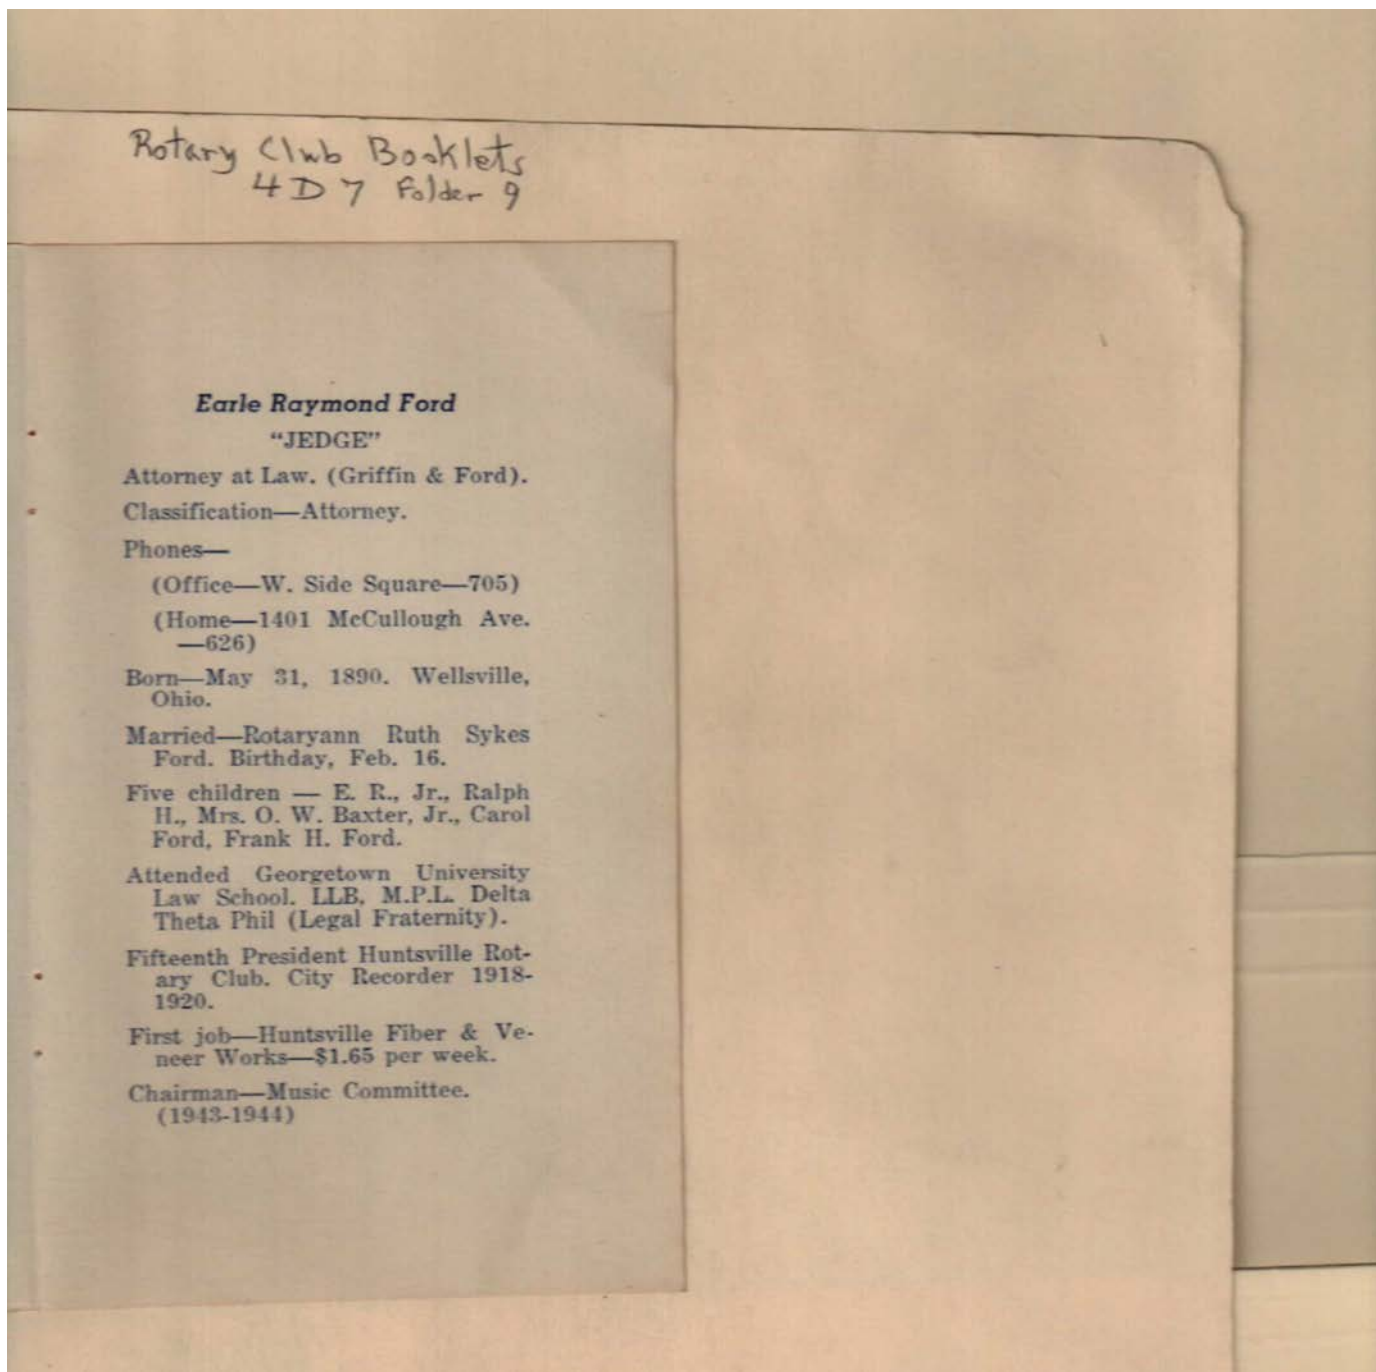 Rotary Club Booklets
4 D 7 Folder 9
Earle Raymond Ford
"JEDGE"
Attorney at Law. (Griffin & Ford).
Classification—Attorney.
Phones—
(Office—W. Side Square—705)
(Home—1401 McCullough Ave.
—626)
Born—May 31, 1890. Wellsville,
Ohio.
Married—Rotaryann Ruth Sykes
Ford. Birthday, Feb. 16.
Five children — E. R., Jr., Ralph
H., Mrs. O. W. Baxter, Jr., Carol
Ford, Frank H. Ford.
Attended Georgetown University
Law School. LLB, M.P.L. Delta
Theta Phil (Legal Fraternity).
Fifteenth President Huntsville Rot-
ary Club. City Recorder 1918-
1920.
First job—Huntsville Fiber & Ve-
neer Works—$1.65 per week.
Chairman—Music Committee.
(1943-1944)